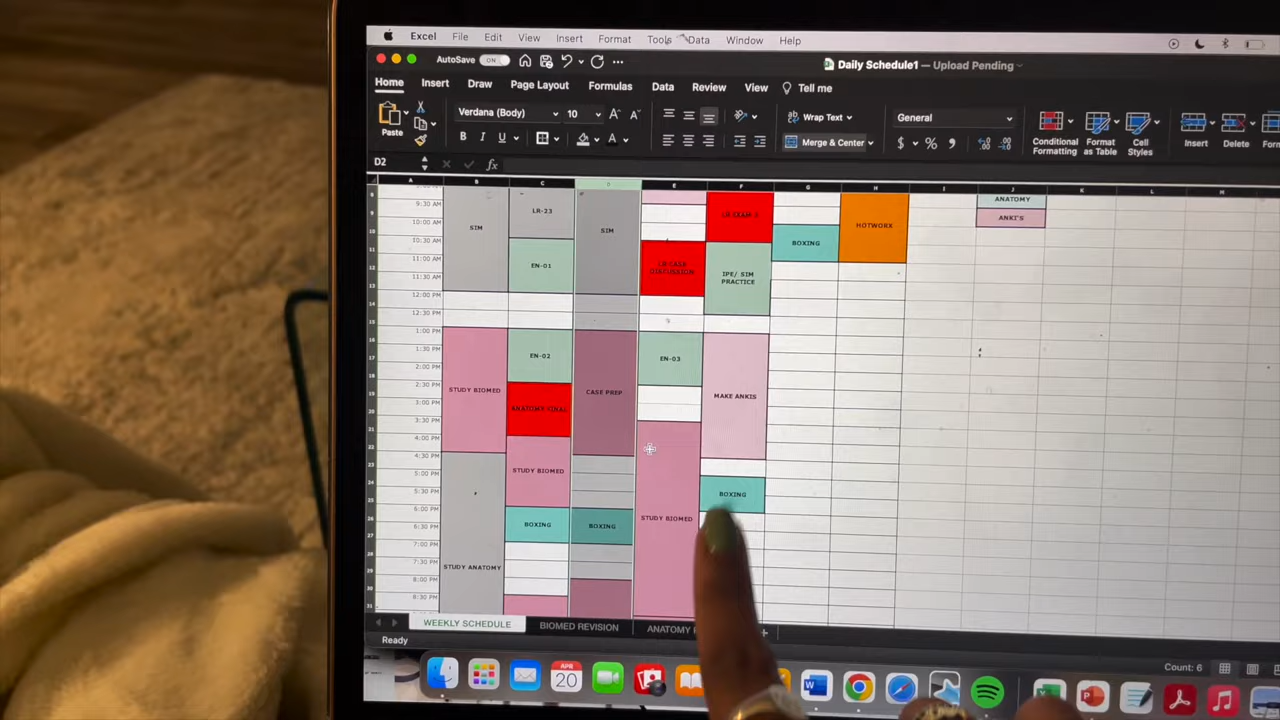 Excel File Edit View Insert Format Tools Data Window Help
AutoSave ON Daily Schedule1 — Upload Pending
Home Insert Draw Page Layout Formulas Data Review View Tell me
Paste Verdana (Body) 10 Wrap Text General
B I U Merge & Center $ % Conditional Formatting Format as Table Cell Styles Insert Delete
D2 fx
A B C D E F G H I J K L M
9:30 AM LR-23 ANATOMY
10:00 AM SIM SIM ANKI'S
10:30 AM BOXING HOTWORX
11:00 AM EN-01 LR CASE DISCUSSION IPE/ SIM PRACTICE
11:30 AM
12:00 PM
12:30 PM
1:00 PM
1:30 PM EN-02 EN-03
2:00 PM
2:30 PM STUDY BIOMED CASE PREP MAKE ANKIS
3:00 PM ANATOMY FINAL
3:30 PM
4:00 PM
4:30 PM STUDY BIOMED
5:00 PM
5:30 PM BOXING
6:00 PM STUDY BIOMED
6:30 PM BOXING BOXING
7:00 PM
7:30 PM STUDY ANATOMY
8:00 PM
8:30 PM
WEEKLY SCHEDULE BIOMED REVISION ANATOMY
Ready Count: 6
APR
20